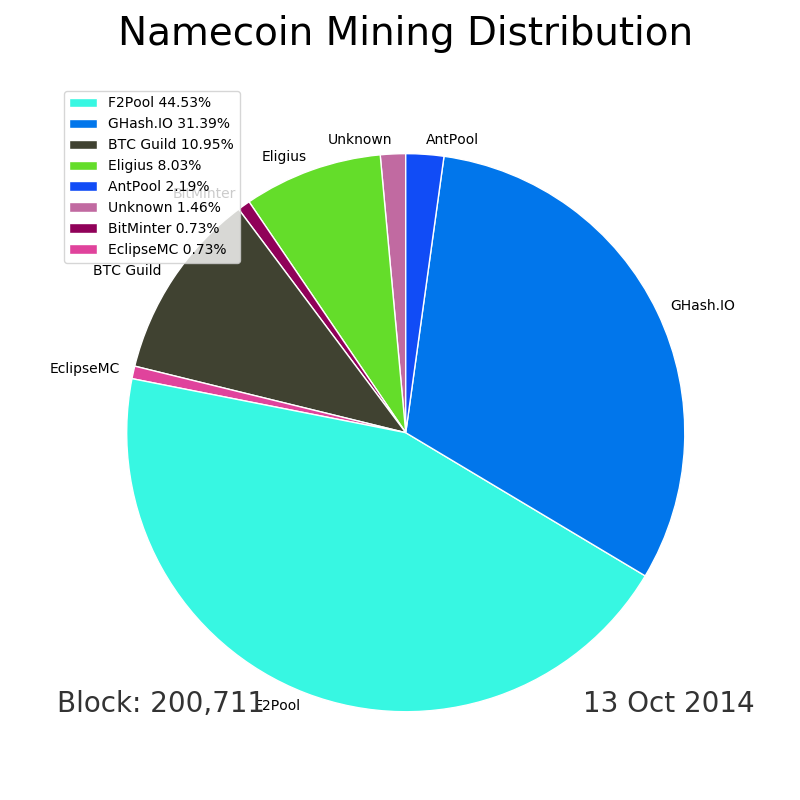 Namecoin Mining Distribution
F2Pool 44.53%
GHash.IO 31.39%
BTC Guild 10.95%
Eligius 8.03%
AntPool 2.19%
Unknown 1.46%
BitMinter 0.73%
EclipseMC 0.73%
Unknown
AntPool
Eligius
BitMinter
BTC Guild
GHash.IO
EclipseMC
F2Pool
Block: 200,711
13 Oct 2014